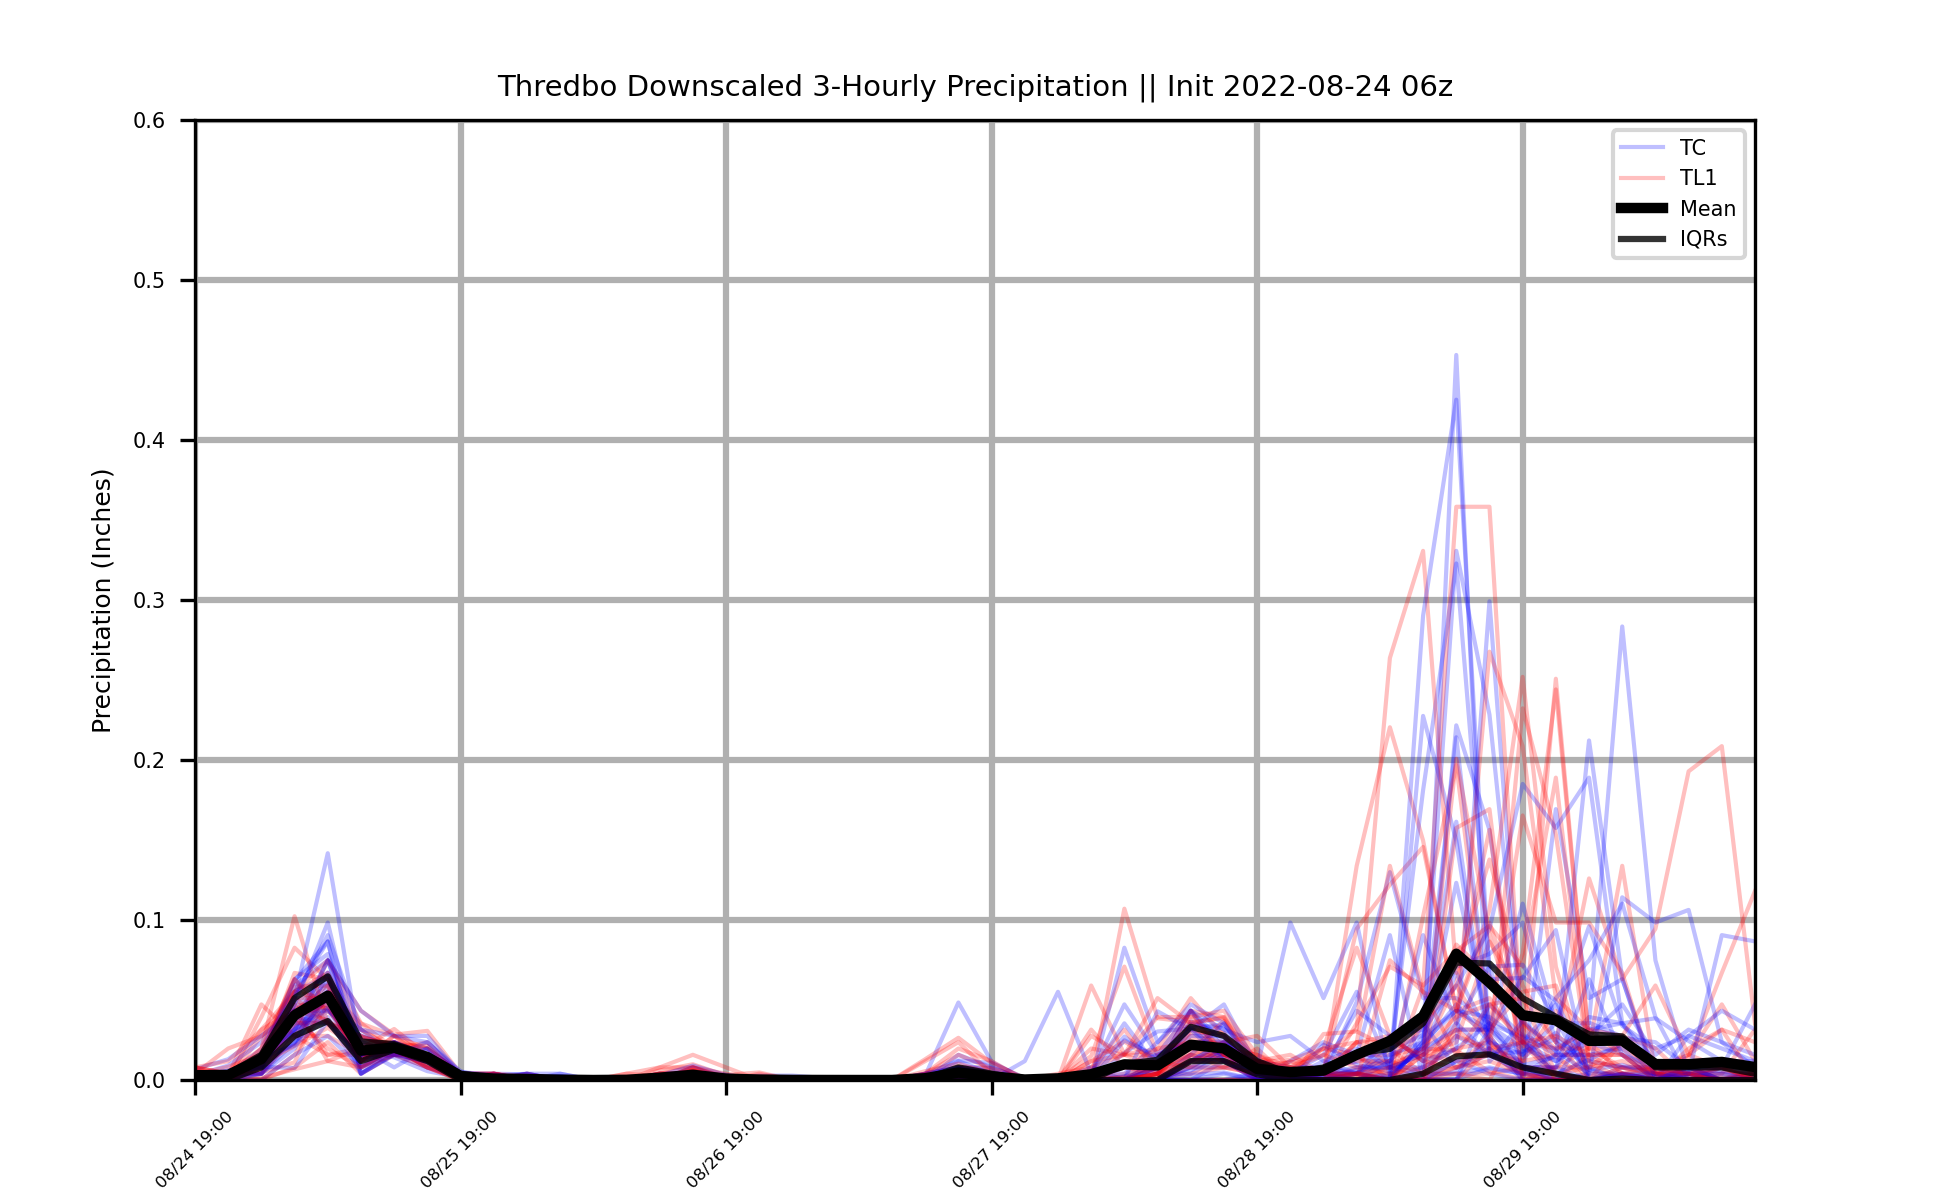 Thredbo Downscaled 3-Hourly Precipitation || Init 2022-08-24 06z
Precipitation (Inches)
0.6
0.5
0.4
0.3
0.2
0.1
0.0
TC
TL1
Mean
IQRs
08/24 19:00
08/25 19:00
08/26 19:00
08/27 19:00
08/28 19:00
08/29 19:00